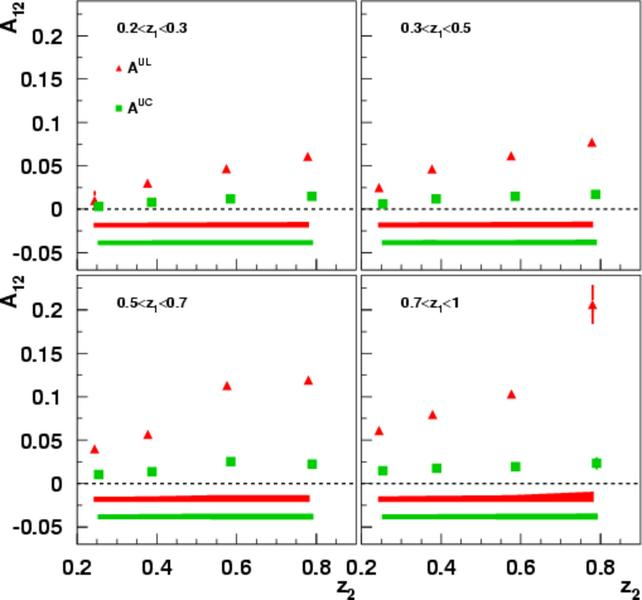 A12
0.2<z1<0.3
0.3<z1<0.5
0.2
AUL
0.15
AUC
0.1
0.05
0
-0.05
A12
0.5<z1<0.7
0.7<z1<1
0.2
0.15
0.1
0.05
0
-0.05
0.2 0.4 0.6 0.8 0.2 0.4 0.6 0.8
z2 z2